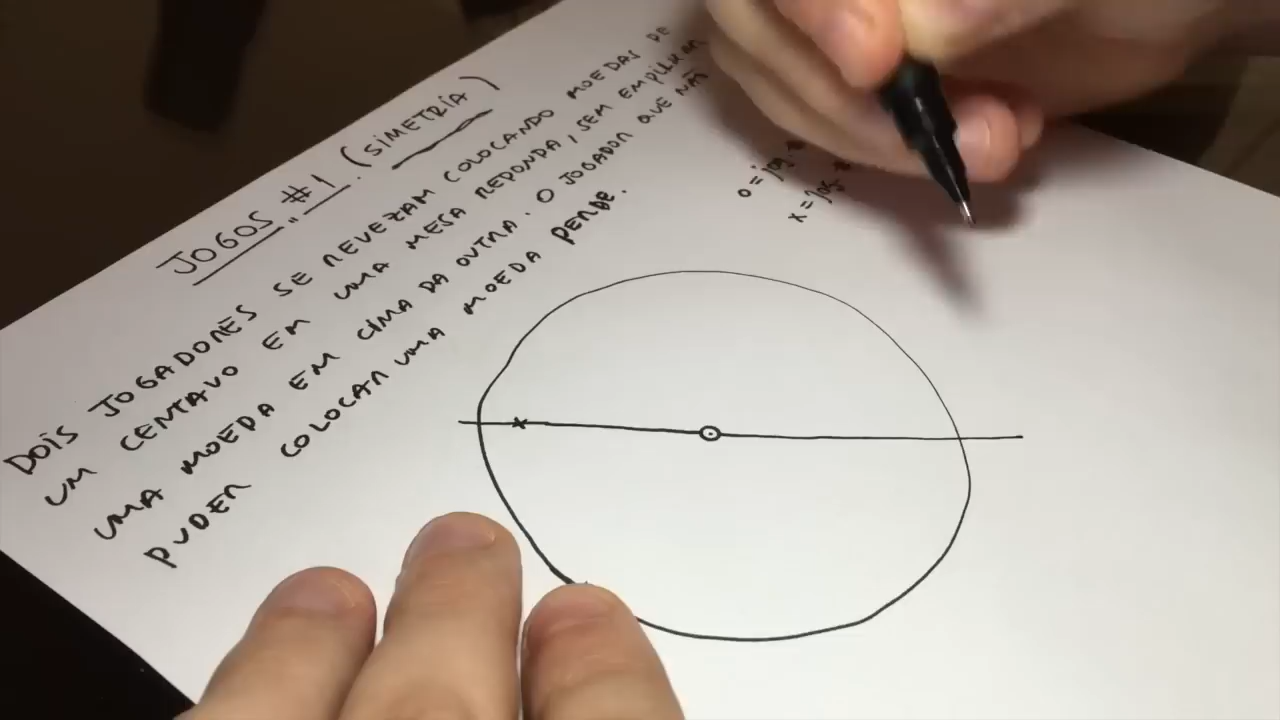 JOGOS #1. (SIMETRIA)
DOIS JOGADORES SE REVEZAM COLOCANDO MOEDAS DE
UM CENTAVO EM UMA MESA REDONDA, SEM EMPILHAR
UMA MOEDA EM CIMA DA OUTRA. O JOGADOR QUE NÃO
PUDER COLOCAR UMA MOEDA PERDE.
O = jog.
X = jog.